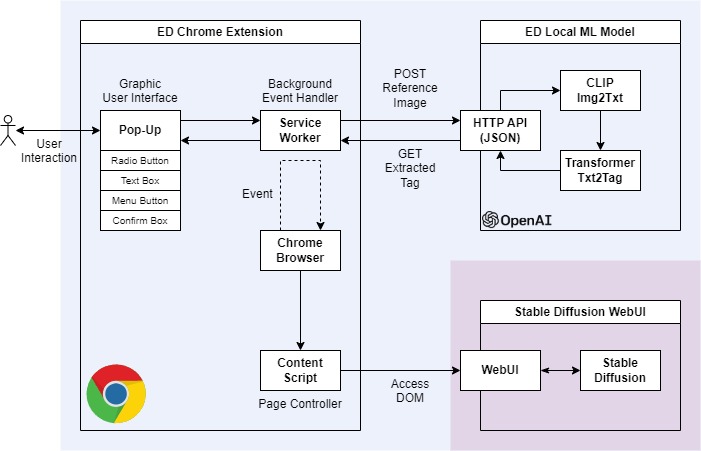 ED Chrome Extension
ED Local ML Model
Graphic
User Interface
Background
Event Handler
POST
Reference
Image
CLIP
Img2Txt
Pop-Up
Service
Worker
HTTP API
(JSON)
User
Interaction
Radio Button
Text Box
Menu Button
Confirm Box
GET
Extracted
Tag
Transformer
Txt2Tag
Event
OpenAI
Chrome
Browser
Stable Diffusion WebUI
Content
Script
Page Controller
Access
DOM
WebUI
Stable
Diffusion